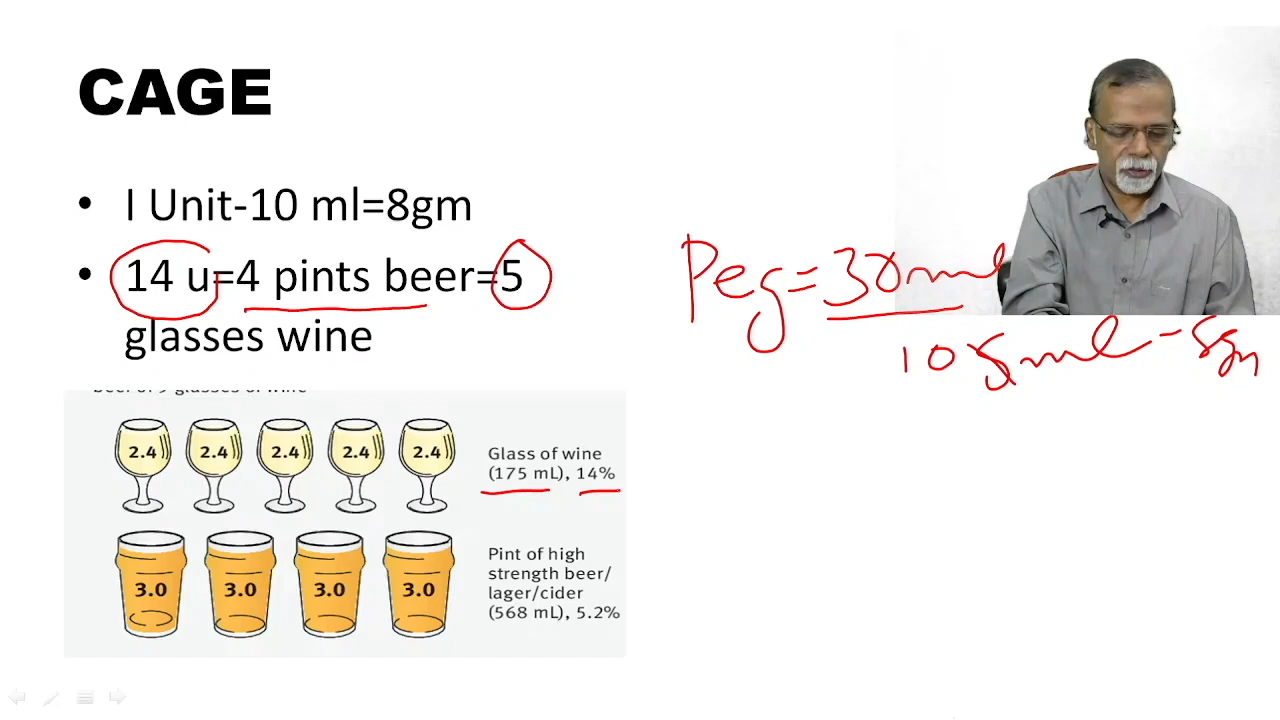 CAGE
• I Unit-10 ml=8gm
• 14 u=4 pints beer=5
glasses wine
Peg=30ml
2.4 2.4 2.4 2.4 2.4
Glass of wine
(175 mL), 14%
3.0 3.0 3.0 3.0
Pint of high
strength beer/
lager/cider
(568 mL), 5.2%